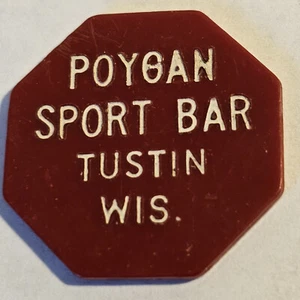 POYGAN
SPORT BAR
TUSTIN
WIS.